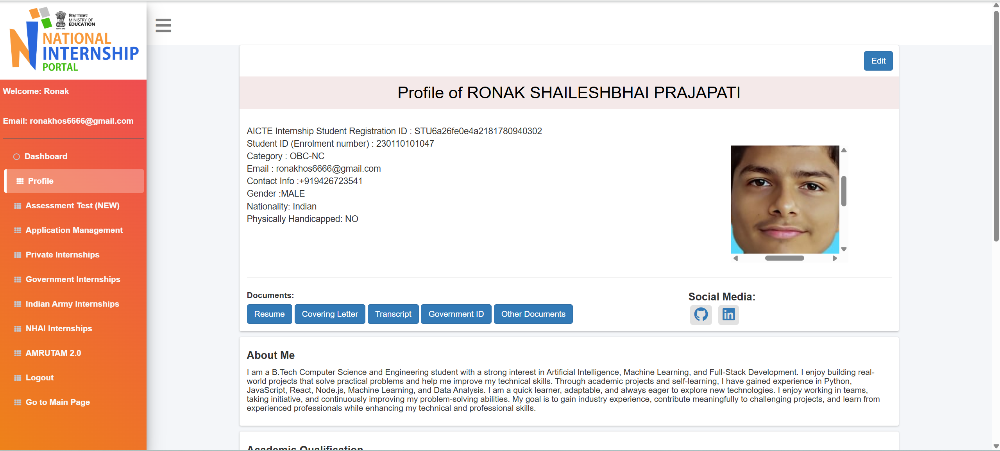 शिक्षा मंत्रालय
MINISTRY OF
EDUCATION
NATIONAL
INTERNSHIP
PORTAL
Welcome: Ronak
Email: ronakhos6666@gmail.com
Dashboard
Profile
Assessment Test (NEW)
Application Management
Private Internships
Government Internships
Indian Army Internships
NHAI Internships
AMRUTAM 2.0
Logout
Go to Main Page
Edit
Profile of RONAK SHAILESHBHAI PRAJAPATI
AICTE Internship Student Registration ID : STU6a26fe0e4a2181780940302
Student ID (Enrolment number) : 230110101047
Category : OBC-NC
Email : ronakhos6666@gmail.com
Contact Info :+919426723541
Gender :MALE
Nationality: Indian
Physically Handicapped: NO
Documents:
Resume
Covering Letter
Transcript
Government ID
Other Documents
Social Media:
About Me
I am a B.Tech Computer Science and Engineering student with a strong interest in Artificial Intelligence, Machine Learning, and Full-Stack Development. I enjoy building real-
world projects that solve practical problems and help me improve my technical skills. Through academic projects and self-learning, I have gained experience in Python,
JavaScript, React, Node.js, Machine Learning, and Data Analysis. I am a quick learner, adaptable, and always eager to explore new technologies. I enjoy working in teams,
taking initiative, and continuously improving my problem-solving abilities. My goal is to gain industry experience, contribute meaningfully to challenging projects, and learn from
experienced professionals while enhancing my technical and professional skills.
Academic Qualification